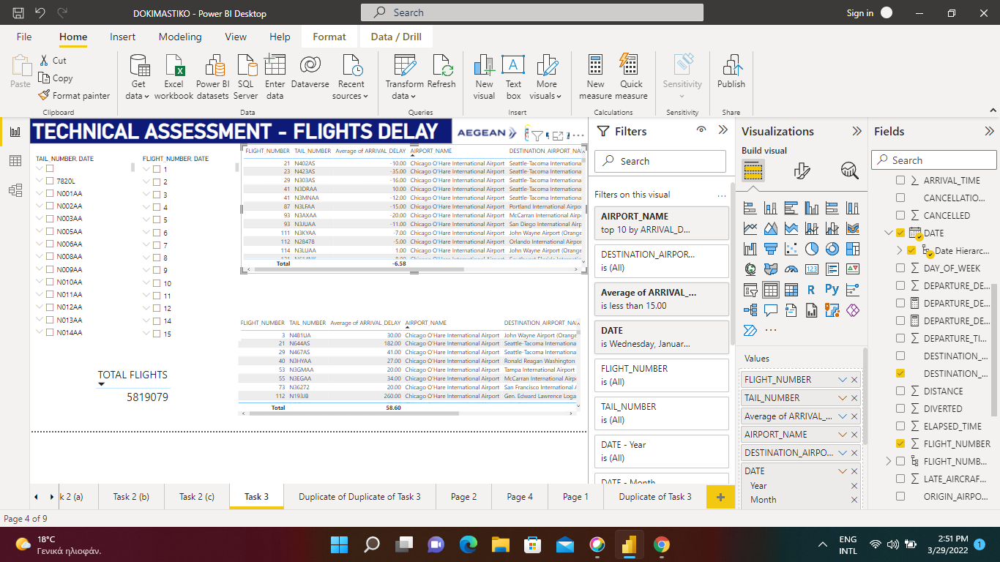 DOKIMASTIKO - Power BI Desktop
Search
Sign in
File Home Insert Modeling View Help Format Data / Drill
Paste
Cut
Copy
Format painter
Clipboard
Get data
Excel workbook
Power BI datasets
SQL Server
Enter data
Dataverse
Recent sources
Data
Transform data
Refresh
Queries
New visual
Text box
More visuals
Insert
New measure
Quick measure
Calculations
Sensitivity
Sensitivity
Publish
Share
TECHNICAL ASSESSMENT - FLIGHTS DELAY
AEGEAN
TAIL_NUMBER, DATE
7820L
N001AA
N002AA
N003AA
N005AA
N006AA
N008AA
N009AA
N010AA
N011AA
N012AA
N013AA
N014AA
FLIGHT_NUMBER, DATE
1
2
3
4
5
6
7
8
9
10
11
12
14
15
TOTAL FLIGHTS
5819079
FLIGHT_NUMBER TAIL_NUMBER Average of ARRIVAL_DELAY AIRPORT_NAME
21 N402AS -10.00 Chicago O'Hare International Airport Seattle-Tacoma Internationa
23 N423AS -35.00 Chicago O'Hare International Airport Seattle-Tacoma Internationa
29 N303AS -16.00 Chicago O'Hare International Airport Seattle-Tacoma Internationa
41 N3DRAA 10.00 Chicago O'Hare International Airport Seattle-Tacoma Internationa
41 N3MNAA -12.00 Chicago O'Hare International Airport Seattle-Tacoma Internationa
87 N3LFAA -15.00 Chicago O'Hare International Airport Portland International Airpo
93 N3AXAA -20.00 Chicago O'Hare International Airport McCarran International Airp
93 N3JUAA -11.00 Chicago O'Hare International Airport San Diego International Airp
111 N3KYAA -7.00 Chicago O'Hare International Airport John Wayne Airport (Orange
112 N28478 -5.00 Chicago O'Hare International Airport Orlando International Airpor
114 N3LUAA 1.00 Chicago O'Hare International Airport John Wayne Airport (Orange
Total -6.58
FLIGHT_NUMBER TAIL_NUMBER Average of ARRIVAL_DELAY AIRPORT_NAME
3 N481UA 30.00 Chicago O'Hare International Airport John Wayne Airport (Orange
21 N644AS 182.00 Chicago O'Hare International Airport Seattle-Tacoma Internationa
29 N467AS 41.00 Chicago O'Hare International Airport Seattle-Tacoma Internationa
40 N3HYAA 27.00 Chicago O'Hare International Airport Ronald Reagan Washington
53 N3GMAA 20.00 Chicago O'Hare International Airport Tampa International Airport
55 N3EGAA 34.00 Chicago O'Hare International Airport McCarran International Airp
73 N36272 20.00 Chicago O'Hare International Airport San Francisco International A
112 N193JB 260.00 Chicago O'Hare International Airport Gen. Edward Lawrence Loga
Total 58.60
Filters
Search
Filters on this visual
AIRPORT_NAME
top 10 by ARRIVAL_D...
DESTINATION_AIRPOR...
is (All)
Average of ARRIVAL_...
is less than 15.00
DATE
is Wednesday, Januar...
FLIGHT_NUMBER
is (All)
TAIL_NUMBER
is (All)
DATE - Year
is (All)
DATE - Month
Visualizations
Build visual
R Py
123
Values
FLIGHT_NUMBER
TAIL_NUMBER
Average of ARRIVAL_...
AIRPORT_NAME
DESTINATION_AIRPO...
DATE
Year
Month
Fields
Search
ARRIVAL_TIME
CANCELLATIO...
CANCELLED
DATE
Date Hierarc...
DAY_OF_WEEK
DEPARTURE_DE...
DEPARTURE_DE...
DEPARTURE_DE...
DEPARTURE_TI...
DESTINATION_...
DESTINATION_...
DISTANCE
DIVERTED
ELAPSED_TIME
FLIGHT_NUMBER
FLIGHT_NUMB...
LATE_AIRCRAF...
ORIGIN_AIRPO...
k 2 (a) Task 2 (b) Task 2 (c) Task 3 Duplicate of Duplicate of Task 3 Page 2 Page 4 Page 1 Duplicate of Task 3 +
Page 4 of 9
18°C
Γενικά ηλιοφάν.
ENG
INTL
2:51 PM
3/29/2022
1